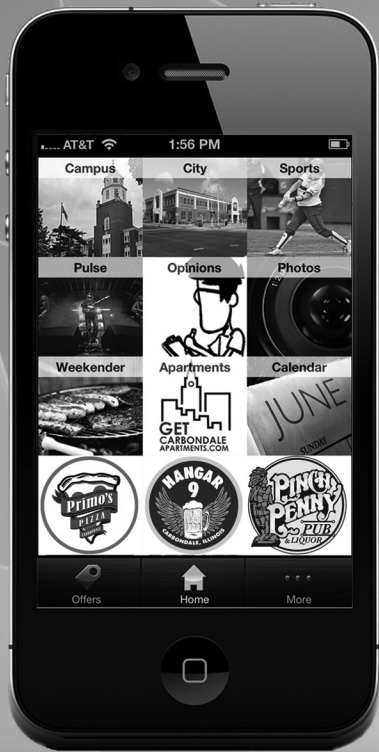 AT&T 1:56 PM
Campus City Sports
Pulse Opinions Photos
Weekender Apartments Calendar
GET
CARBONDALE
APARTMENTS.COM
JUNE
SUNDAY
Primo's
PIZZA
HANGAR
9
CARBONDALE, ILLINOIS
PINCH
PENNY
PUB
& LIQUOR
Offers Home More